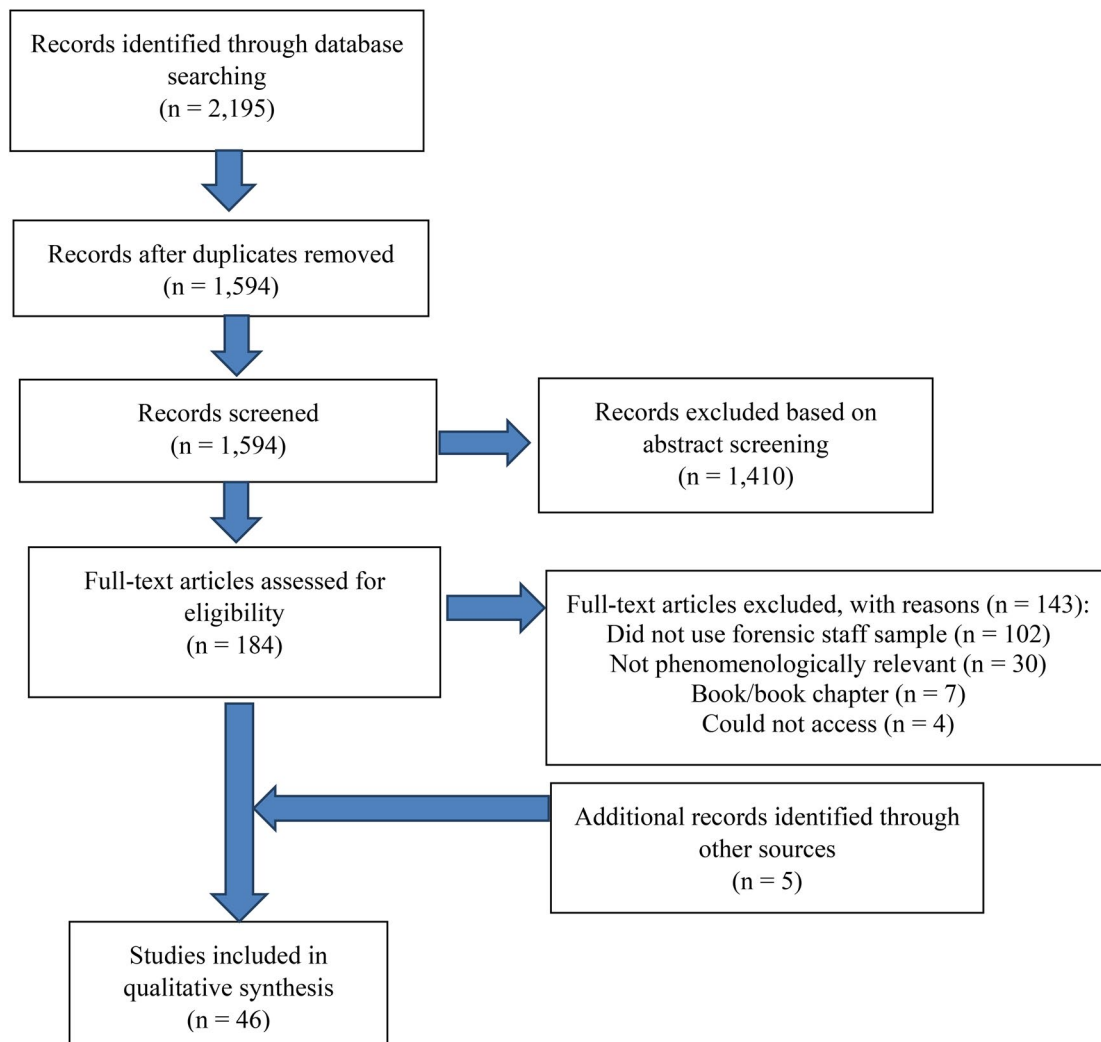 Records identified through database
searching
(n = 2,195)
Records after duplicates removed
(n = 1,594)
Records screened
(n = 1,594)
Records excluded based on
abstract screening
(n = 1,410)
Full-text articles assessed for
eligibility
(n = 184)
Full-text articles excluded, with reasons (n = 143):
Did not use forensic staff sample (n = 102)
Not phenomenologically relevant (n = 30)
Book/book chapter (n = 7)
Could not access (n = 4)
Additional records identified through
other sources
(n = 5)
Studies included in
qualitative synthesis
(n = 46)